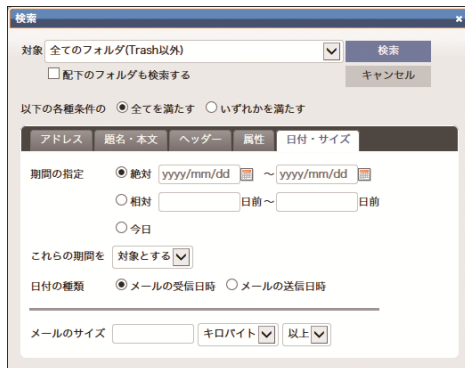 検索 ×
対象 全てのフォルダ(Trash以外) 検索
配下のフォルダも検索する キャンセル
以下の各種条件の 全てを満たす いずれかを満たす
アドレス 題名・本文 ヘッダー 属性 日付・サイズ
期間の指定 絶対 yyyy/mm/dd ～ yyyy/mm/dd
相対 日前～ 日前
今日
これらの期間を 対象とする
日付の種類 メールの受信日時 メールの送信日時
メールのサイズ キロバイト 以上